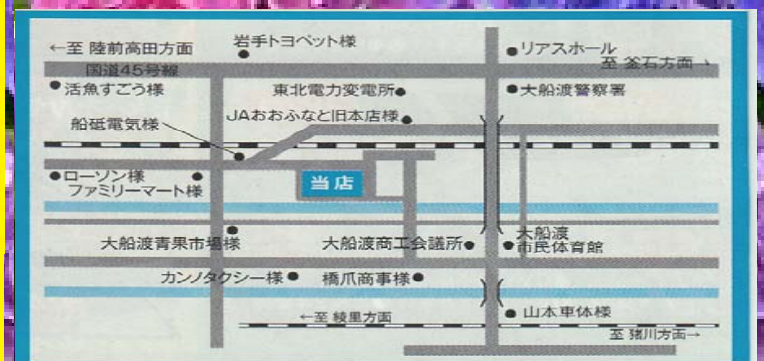 ←至 陸前高田方面
岩手トヨペット様
リアスホール
至 釜石方面→
国道45号線
活魚すごう様
東北電力変電所
大船渡警察署
船砥電気様
JAおおふなと旧本店様
ローソン様
ファミリーマート様
当店
大船渡青果市場様
大船渡商工会議所
大船渡
市民体育館
カンノタクシー様
橋爪商事様
←至 綾里方面
山本車体様
至 猪川方面→